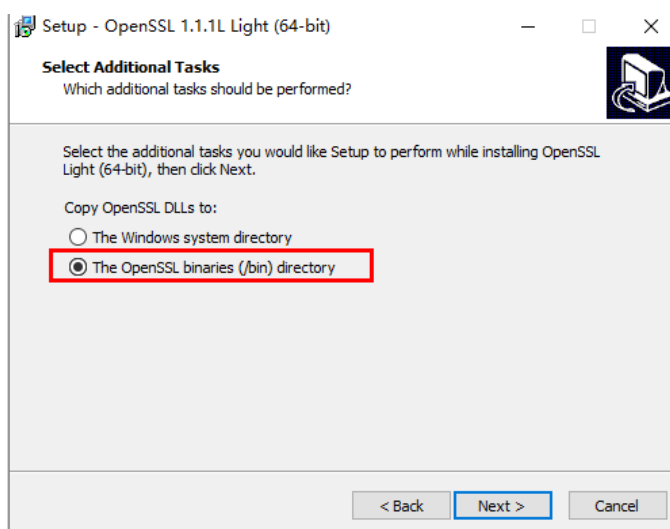 Setup - OpenSSL 1.1.1L Light (64-bit)
Select Additional Tasks
Which additional tasks should be performed?
Select the additional tasks you would like Setup to perform while installing OpenSSL
Light (64-bit), then click Next.
Copy OpenSSL DLLs to:
The Windows system directory
The OpenSSL binaries (/bin) directory
< Back Next > Cancel